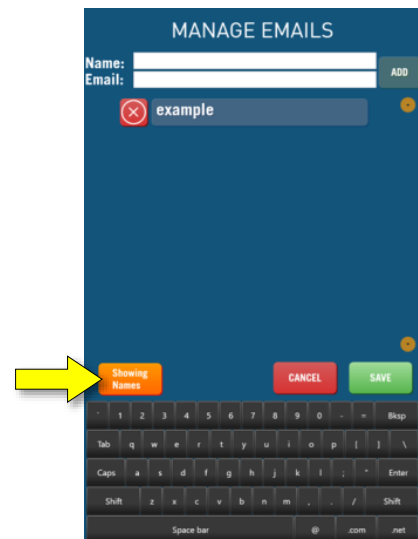 MANAGE EMAILS
Name:
Email:
ADD
example
Showing
Names
CANCEL
SAVE
` 1 2 3 4 5 6 7 8 9 0 - = Bksp
Tab q w e r t y u i o p [ ] \
Caps a s d f g h j k l ; ' Enter
Shift z x c v b n m , . / Shift
Space bar @ .com .net